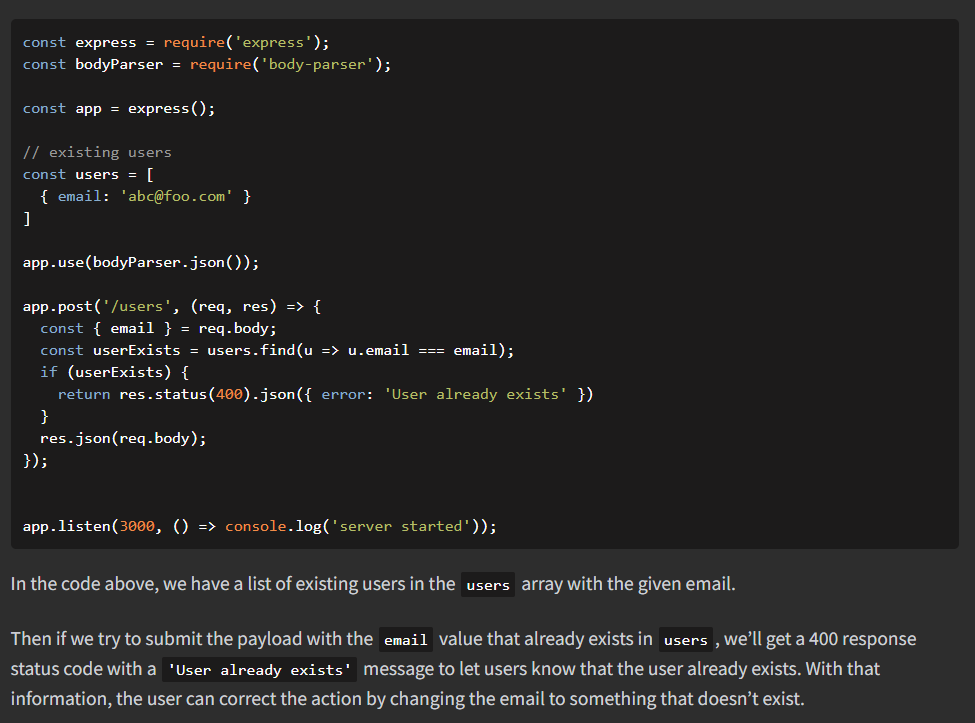 const express = require('express');
const bodyParser = require('body-parser');
const app = express();
// existing users
const users = [
  { email: 'abc@foo.com' }
]
app.use(bodyParser.json());
app.post('/users', (req, res) => {
  const { email } = req.body;
  const userExists = users.find(u => u.email === email);
  if (userExists) {
    return res.status(400).json({ error: 'User already exists' })
  }
  res.json(req.body);
});
app.listen(3000, () => console.log('server started'));
In the code above, we have a list of existing users in the users array with the given email.
Then if we try to submit the payload with the email value that already exists in users, we’ll get a 400 response
status code with a 'User already exists' message to let users know that the user already exists. With that
information, the user can correct the action by changing the email to something that doesn’t exist.